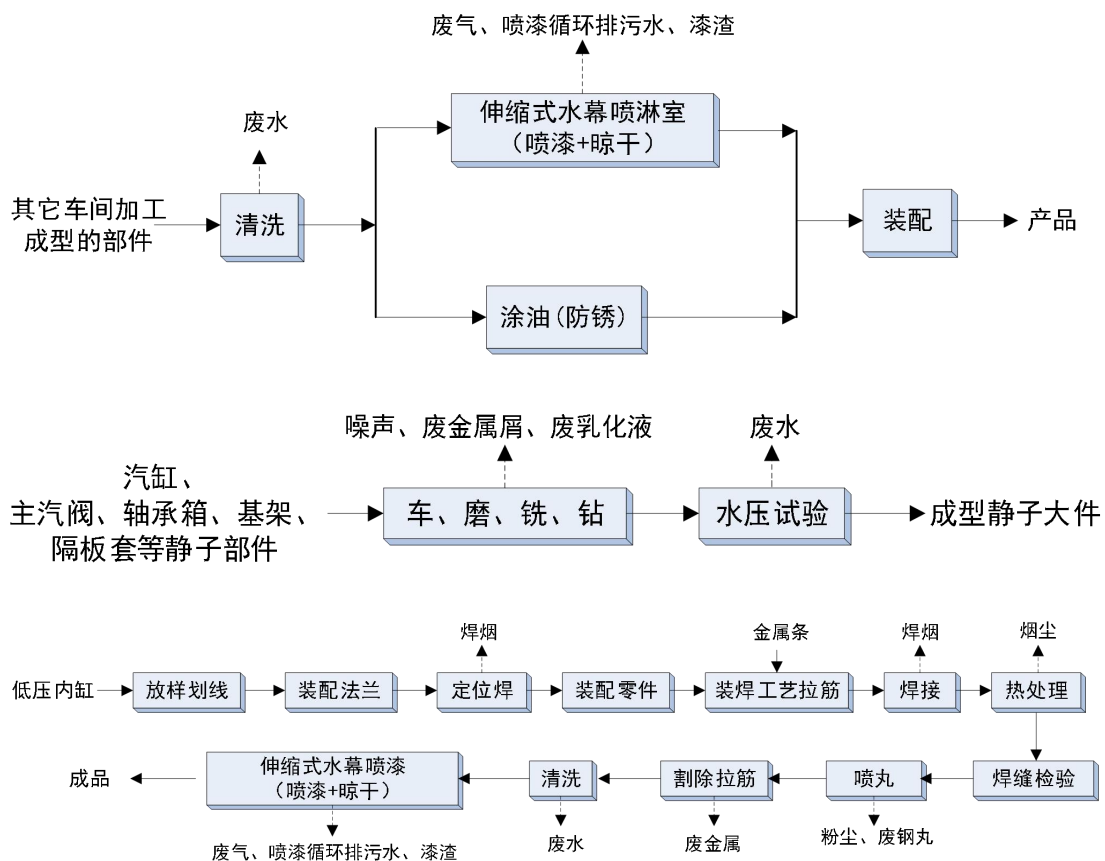 废气、喷漆循环排污水、漆渣
废水
伸缩式水幕喷淋室
（喷漆+晾干）
其它车间加工
成型的部件
清洗
装配
产品
涂油(防锈)
噪声、废金属屑、废乳化液
废水
汽缸、
主汽阀、轴承箱、基架、
隔板套等静子部件
车、磨、铣、钻
水压试验
成型静子大件
焊烟
金属条
焊烟
烟尘
低压内缸
放样划线
装配法兰
定位焊
装配零件
装焊工艺拉筋
焊接
热处理
成品
伸缩式水幕喷漆
(喷漆+晾干)
清洗
割除拉筋
喷丸
焊缝检验
废气、喷漆循环排污水、漆渣
废水
废金属
粉尘、废钢丸